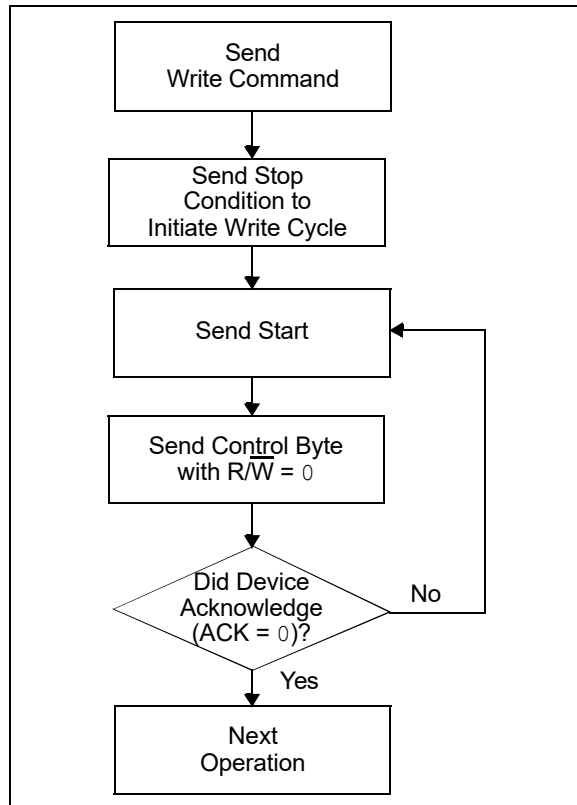 Send
Write Command
Send Stop
Condition to
Initiate Write Cycle
Send Start
Send Control Byte
with R/W̅ = 0
Did Device
Acknowledge
(ACK = 0)?
No
Yes
Next
Operation